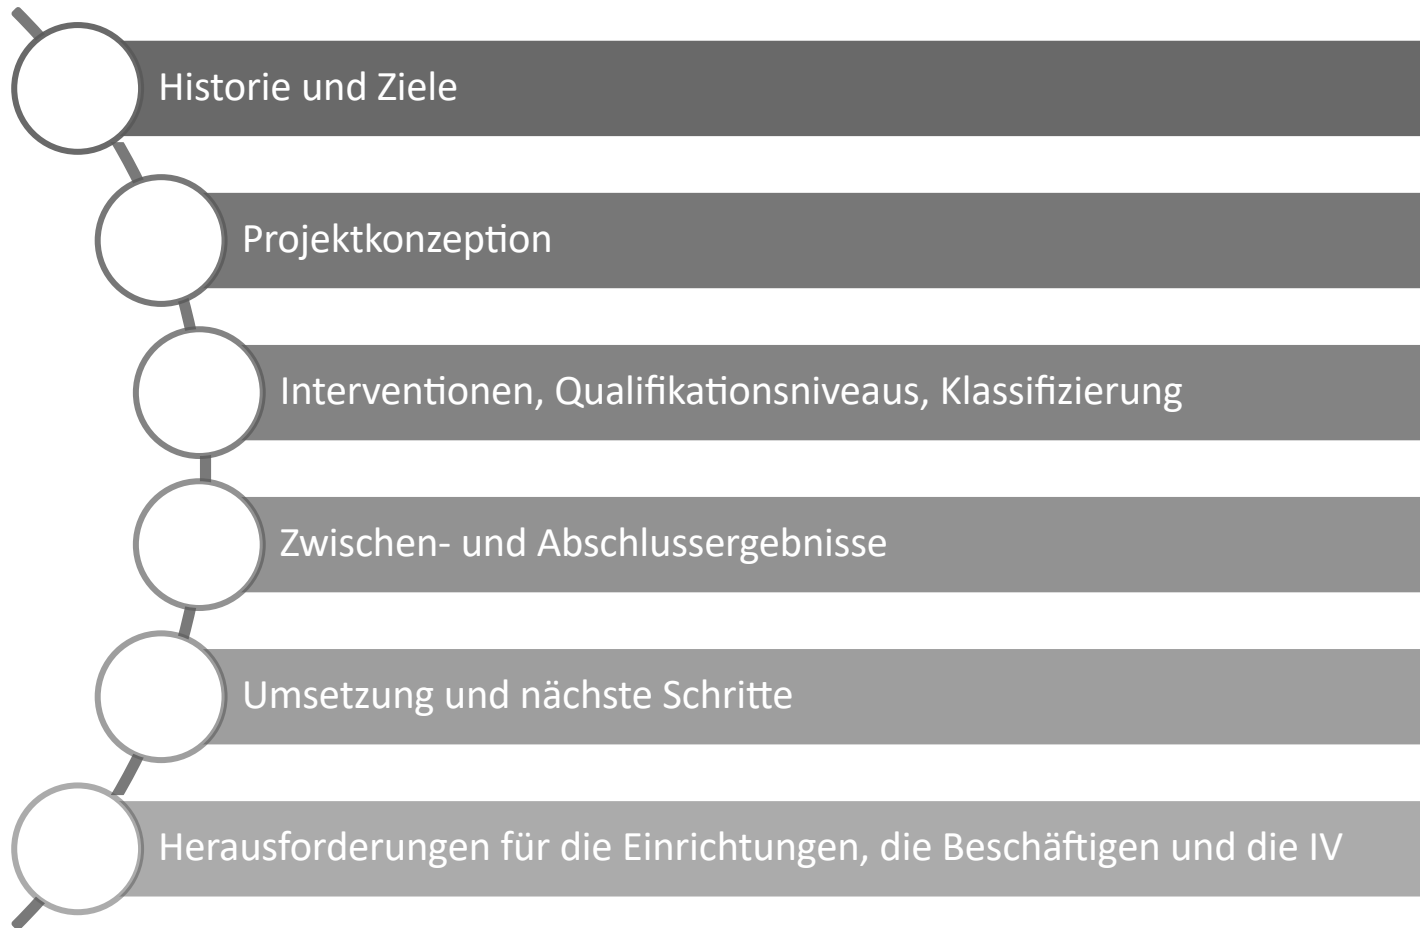 Historie und Ziele
Projektkonzeption
Interventionen, Qualifikationsniveaus, Klassifizierung
Zwischen- und Abschlussergebnisse
Umsetzung und nächste Schritte
Herausforderungen für die Einrichtungen, die Beschäftigen und die IV